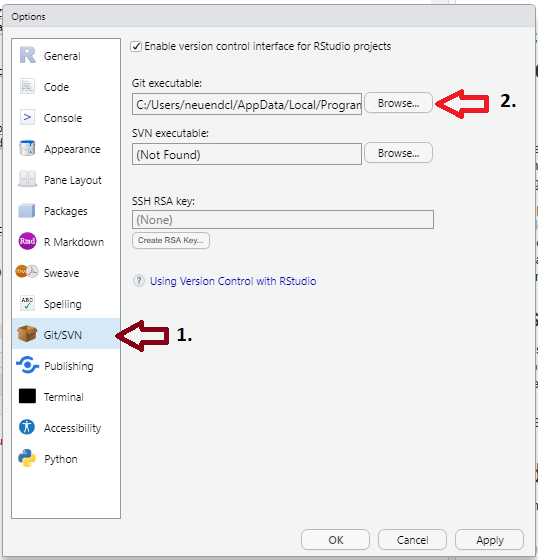 Options
General
Code
Console
Appearance
Pane Layout
Packages
R Markdown
Sweave
Spelling
Git/SVN
Publishing
Terminal
Accessibility
Python
Enable version control interface for RStudio projects
Git executable:
C:/Users/neuendcl/AppData/Local/Program
Browse...
2.
SVN executable:
(Not Found)
Browse...
SSH RSA key:
(None)
Create RSA Key...
? Using Version Control with RStudio
1.
OK
Cancel
Apply